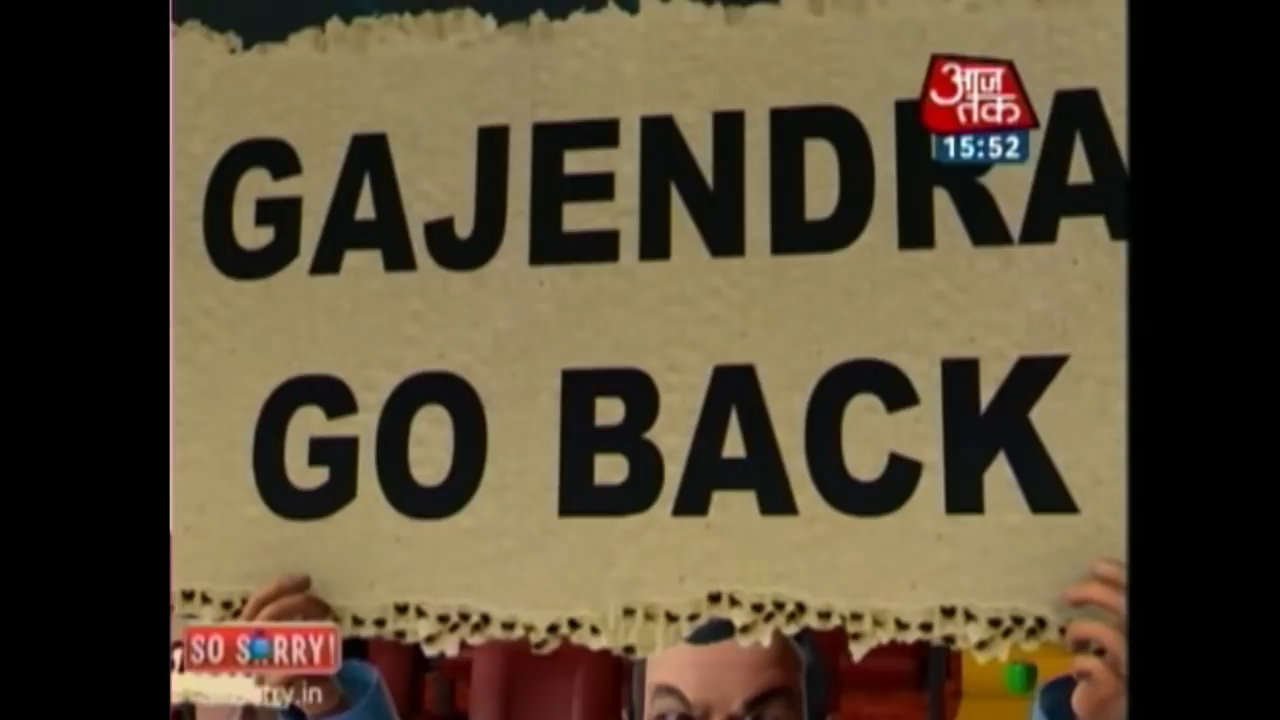 GAJENDRA
GO BACK
आज
तक
15:52
SO SORRY!